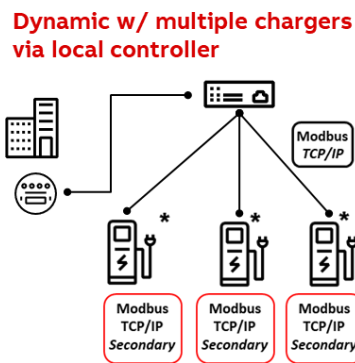 Dynamic w/ multiple chargers
via local controller
Modbus
TCP/IP
*
*
*
Modbus
TCP/IP
Secondary
Modbus
TCP/IP
Secondary
Modbus
TCP/IP
Secondary